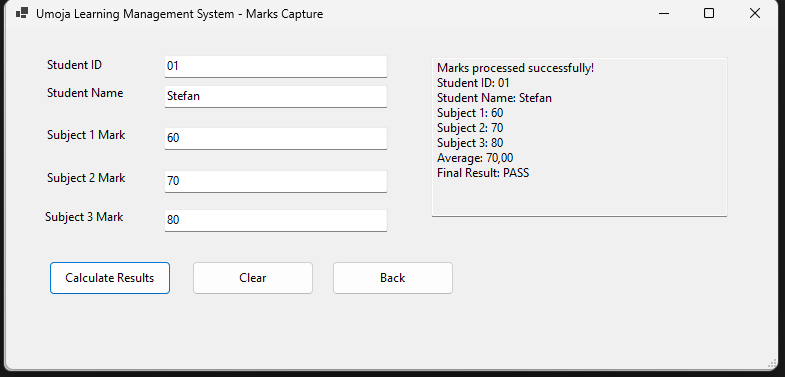 Umoja Learning Management System - Marks Capture
Student ID
01
Student Name
Stefan
Subject 1 Mark
60
Subject 2 Mark
70
Subject 3 Mark
80
Marks processed successfully!
Student ID: 01
Student Name: Stefan
Subject 1: 60
Subject 2: 70
Subject 3: 80
Average: 70,00
Final Result: PASS
Calculate Results
Clear
Back